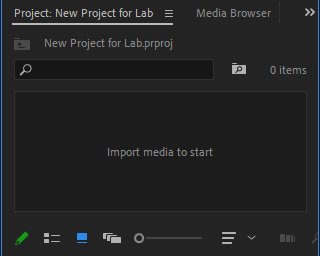 Project: New Project for Lab
Media Browser
New Project for Lab.prproj
0 items
Import media to start